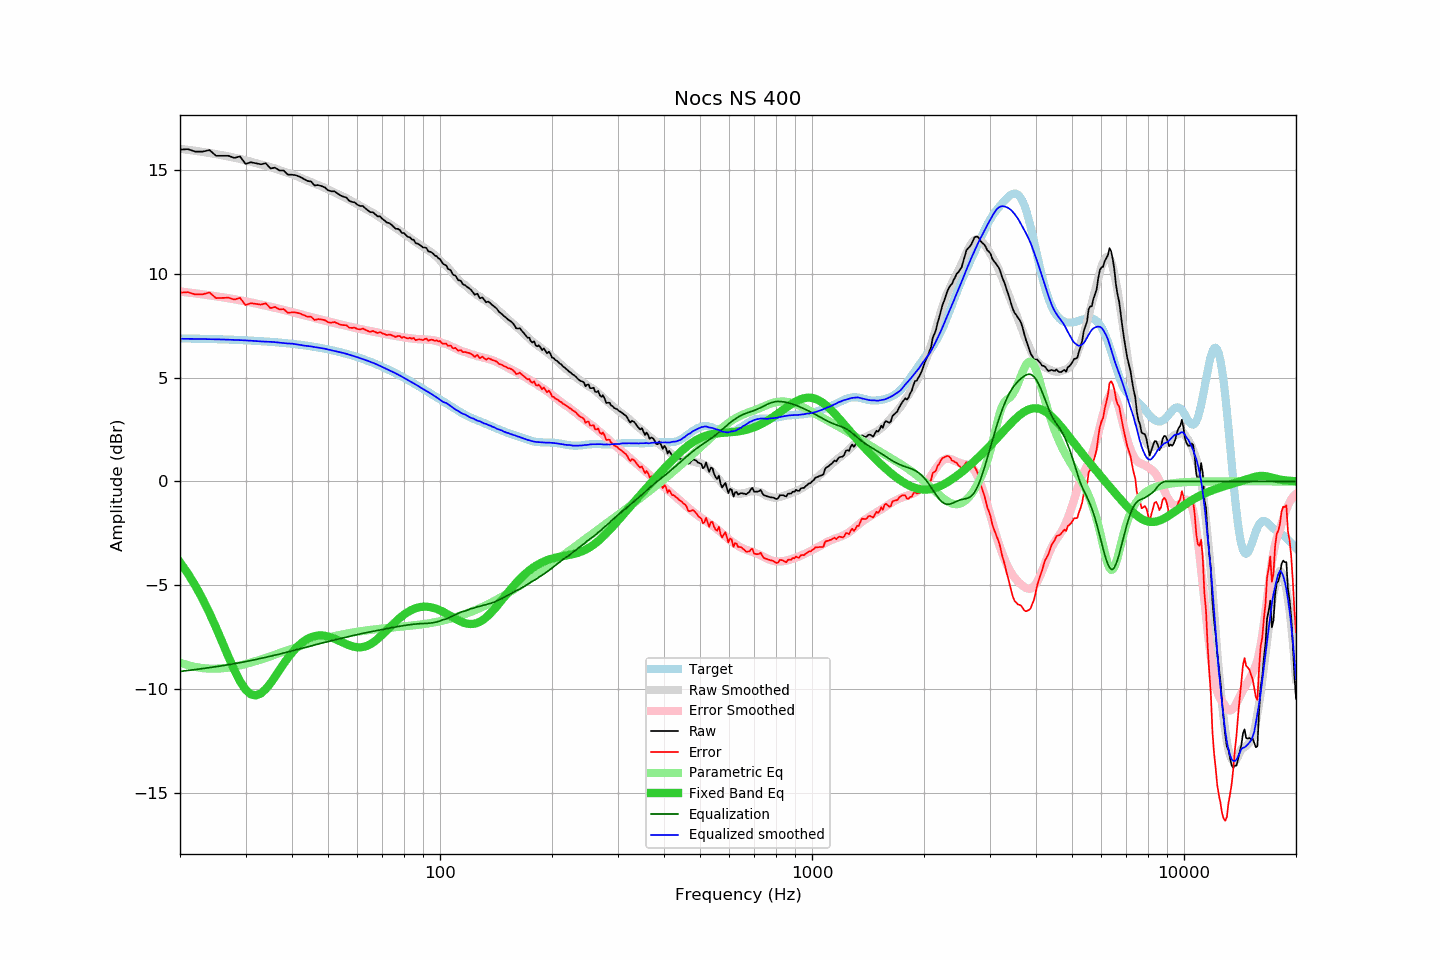 Nocs NS 400
Amplitude (dBr)
15
10
5
0
−5
−10
−15
Target
Raw Smoothed
Error Smoothed
Raw
Error
Parametric Eq
Fixed Band Eq
Equalization
Equalized smoothed
100
1000
10000
Frequency (Hz)